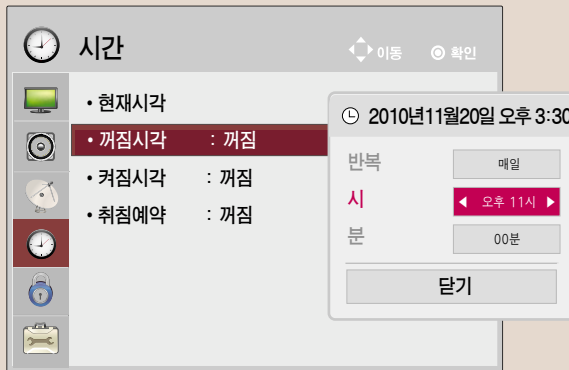 시간
이동 확인
• 현재시각
• 꺼짐시각 : 꺼짐
• 켜짐시각 : 꺼짐
• 취침예약 : 꺼짐
2010년11월20일 오후 3:30
반복 매일
시 ◀ 오후 11시 ▶
분 00분
닫기